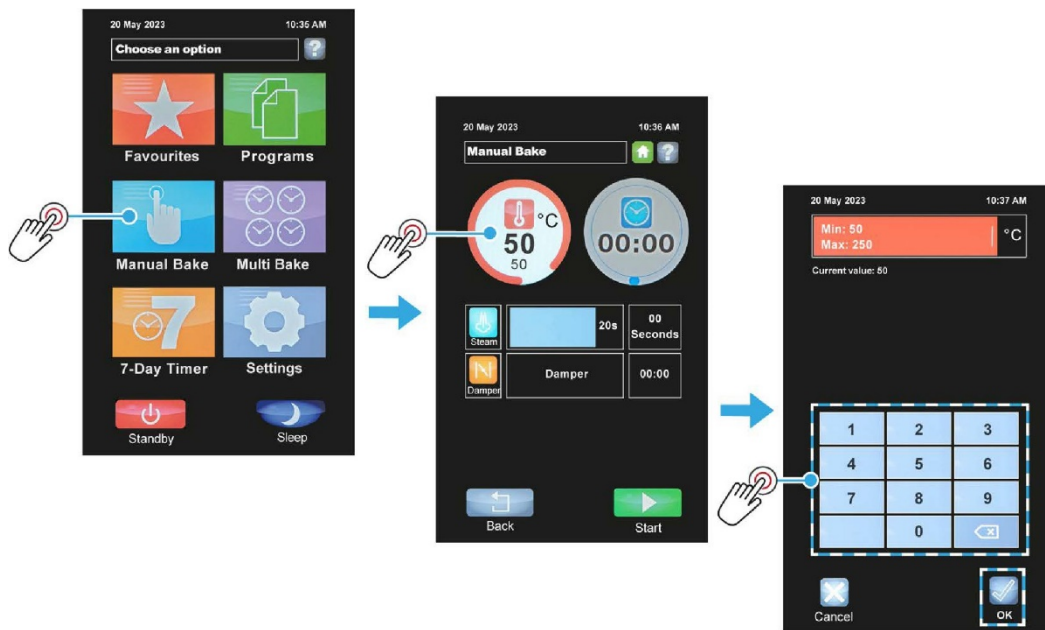 20 May 2023 10:35 AM
Choose an option ?
Favourites Programs
Manual Bake Multi Bake
7
7-Day Timer Settings
Standby Sleep
20 May 2023 10:36 AM
Manual Bake ?
°C
50 00:00
50
Steam 20s 00 Seconds
Damper Damper 00:00
Back Start
20 May 2023 10:37 AM
Min: 50
Max: 250
°C
Current value: 50
1 2 3
4 5 6
7 8 9
0
Cancel OK